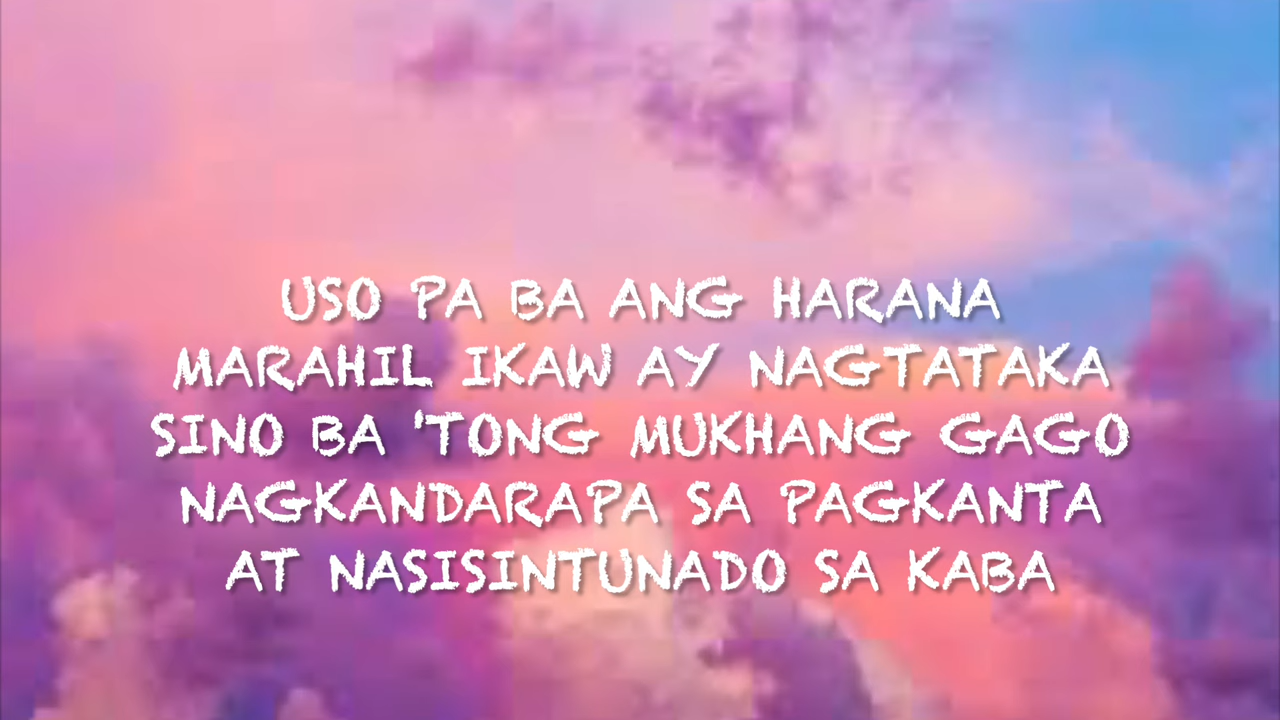 USO PA BA ANG HARANA
MARAHIL IKAW AY NAGTATAKA
SINO BA 'TONG MUKHANG GAGO
NAGKANDARAPA SA PAGKANTA
AT NASISINTUNADO SA KABA